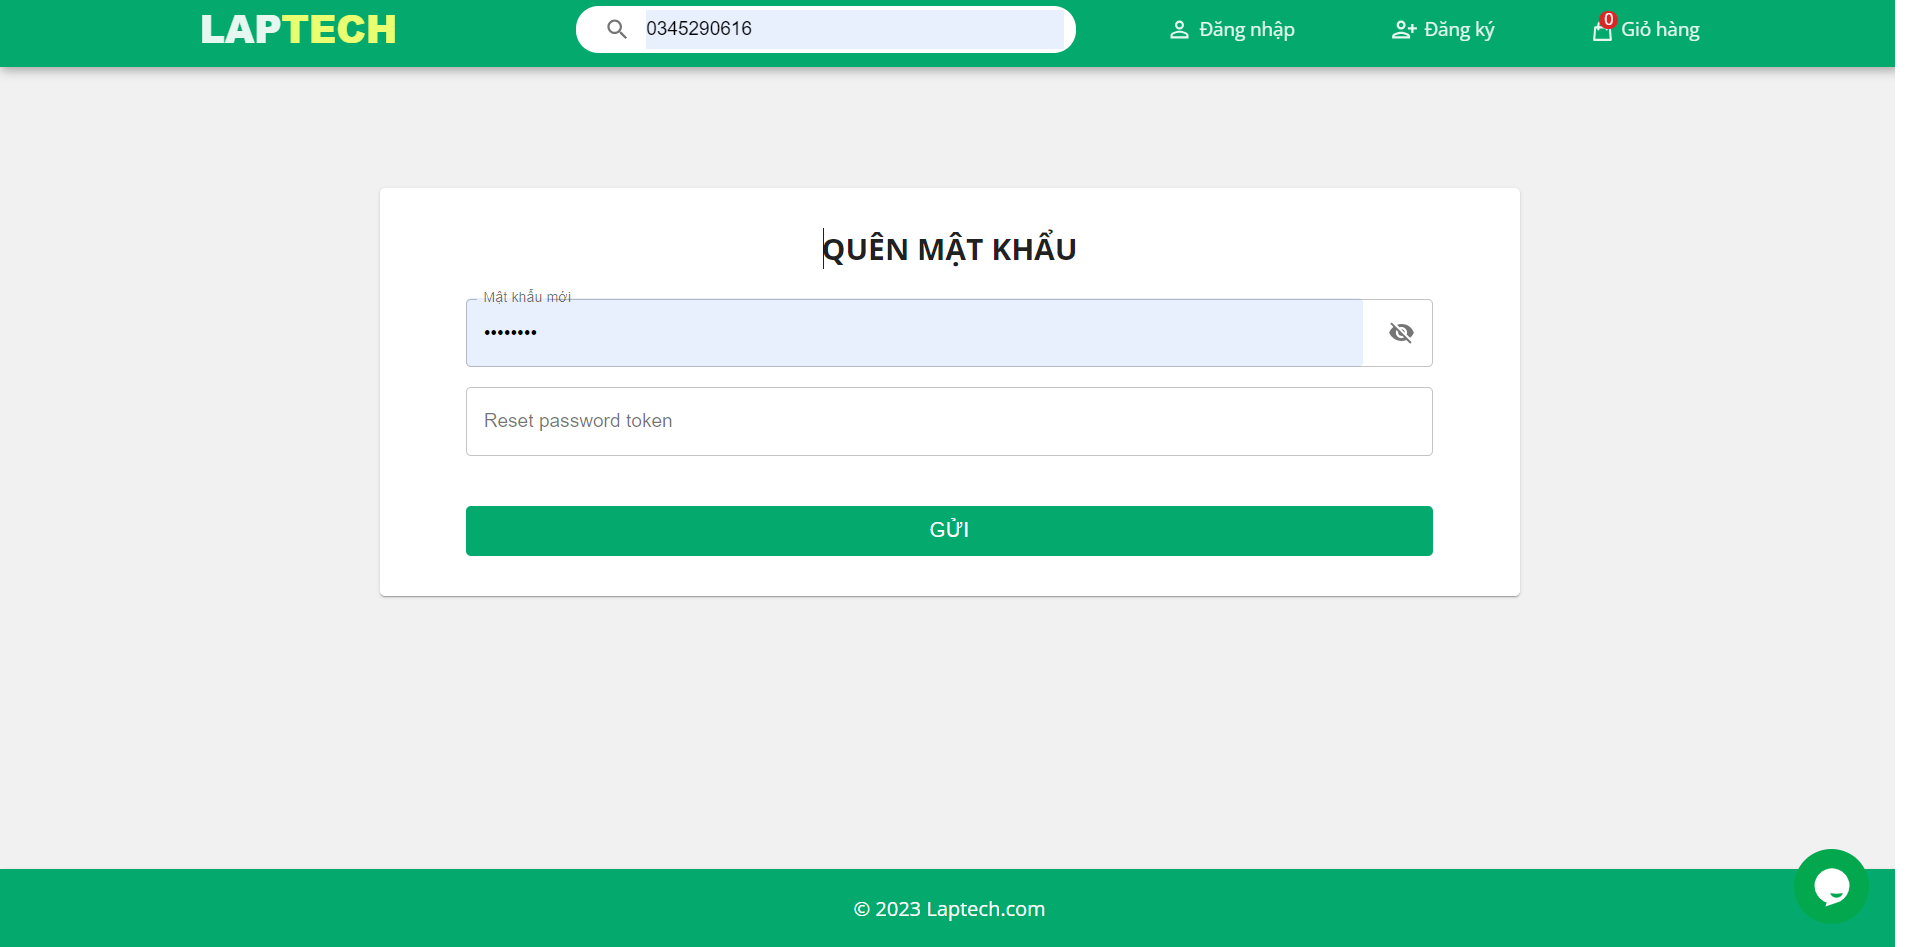 LAPTECH
0345290616
Đăng nhập
Đăng ký
0
Giỏ hàng
QUÊN MẬT KHẨU
Mật khẩu mới
••••••••
Reset password token
GỬI
© 2023 Laptech.com